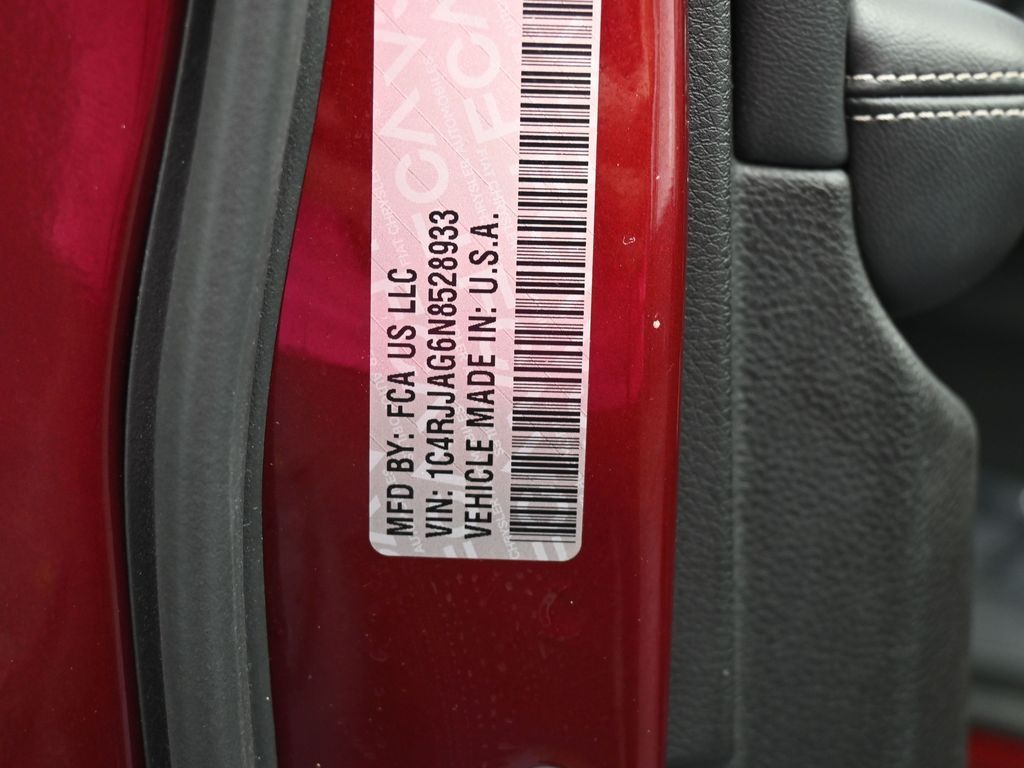 MFD BY: FCA US LLC
VIN: 1C4RJJAG6N8528933
VEHICLE MADE IN: U.S.A.